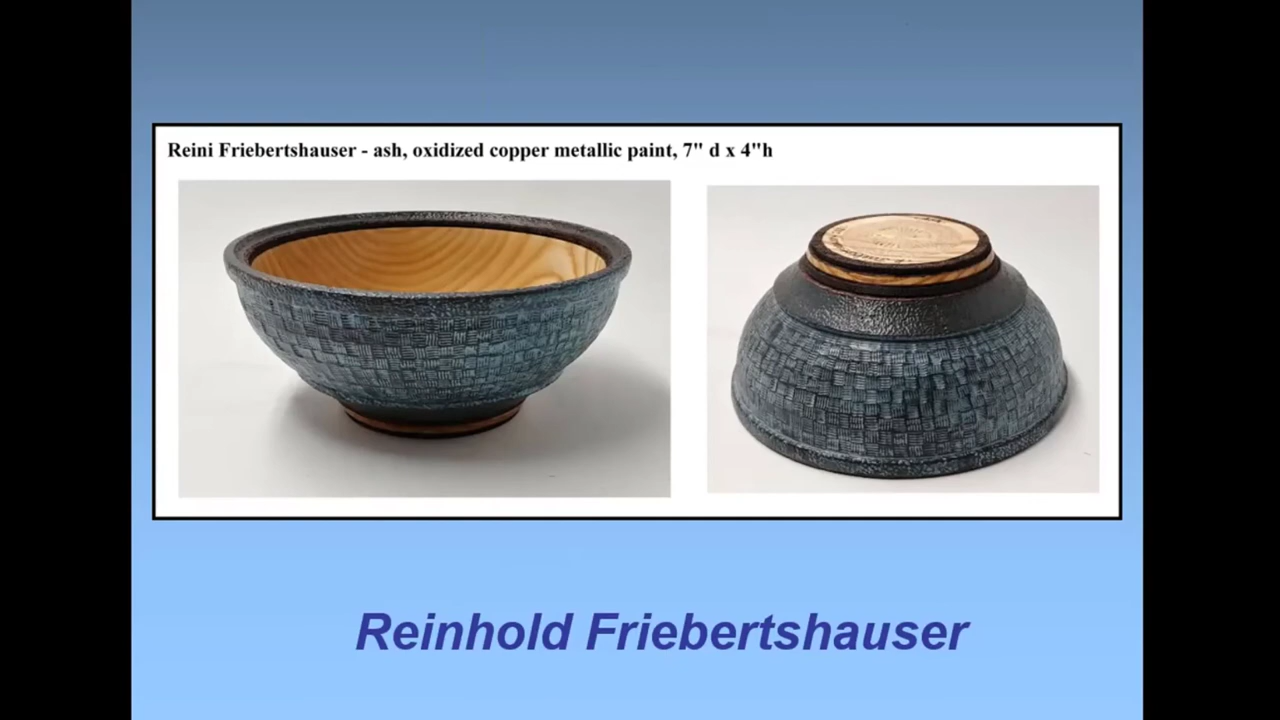 Reini Friebertshauser - ash, oxidized copper metallic paint, 7" d x 4"h
Reinhold Friebertshauser